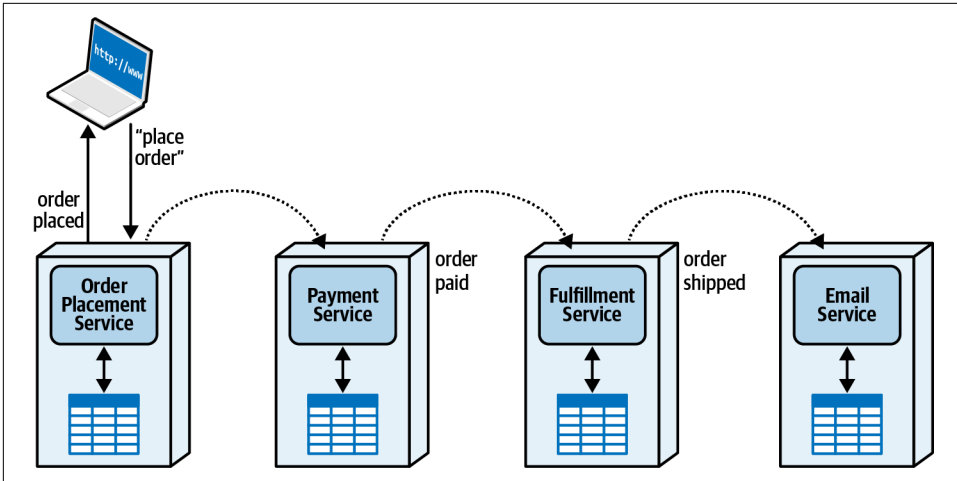 http://www
“place
order”
order
placed
Order
Placement
Service
Payment
Service
order
paid
Fulfillment
Service
order
shipped
Email
Service